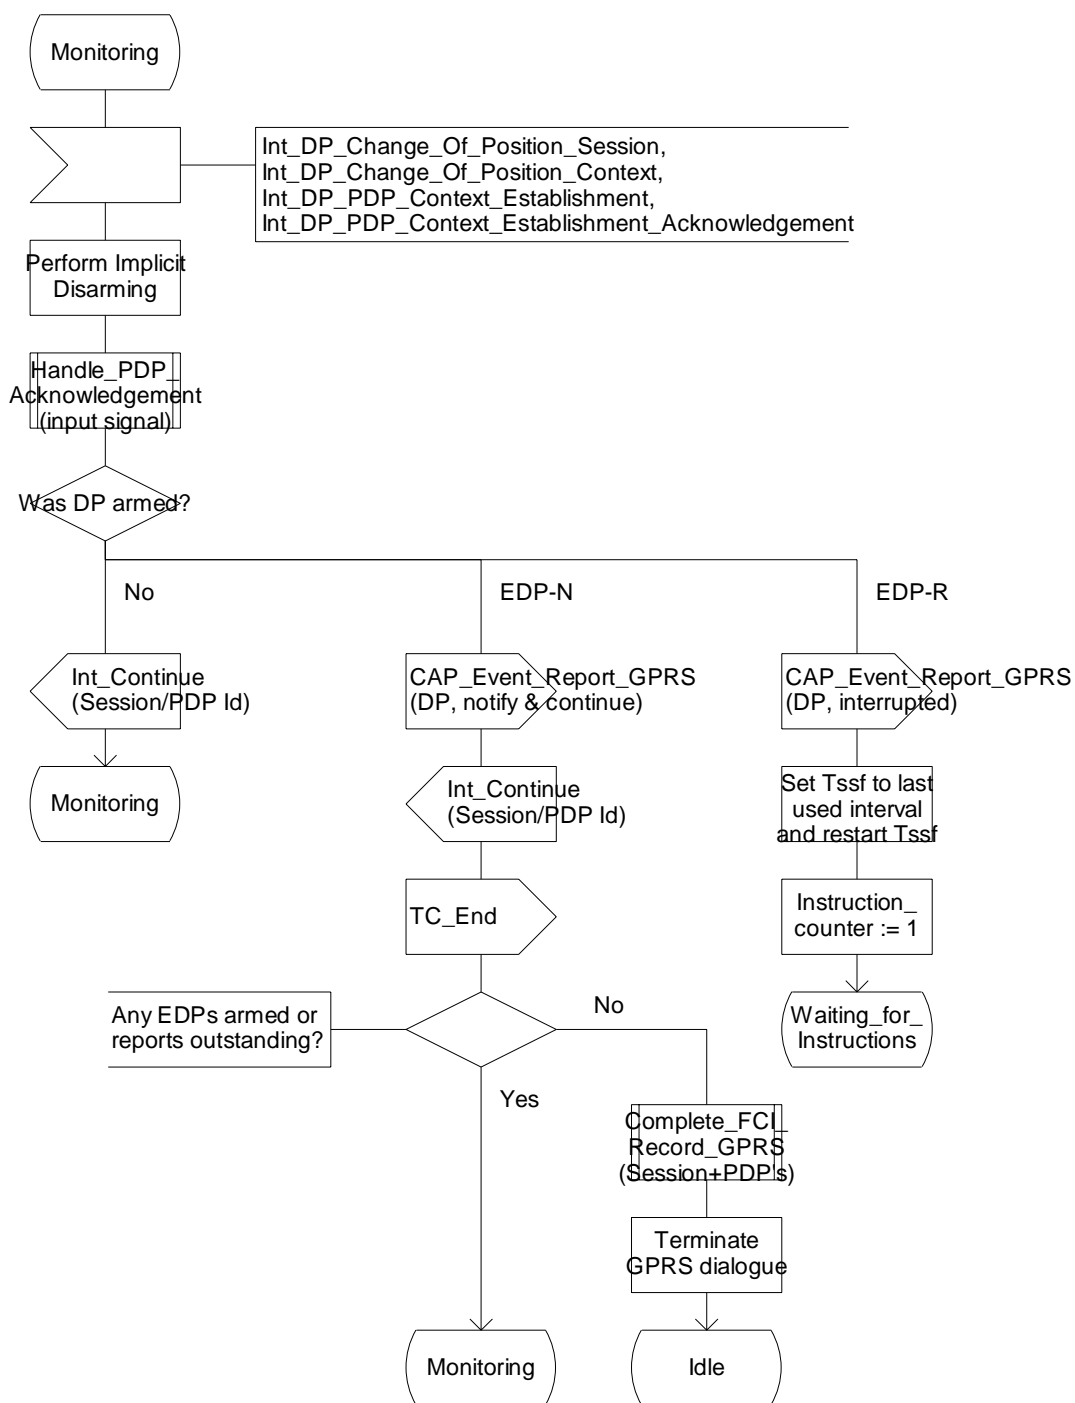 Monitoring
Int_DP_Change_Of_Position_Session,
Int_DP_Change_Of_Position_Context,
Int_DP_PDP_Context_Establishment,
Int_DP_PDP_Context_Establishment_Acknowledgement
Perform Implicit
Disarming
Handle_PDP_
Acknowledgement
(input signal)
Was DP armed?
No
EDP-N
EDP-R
Int_Continue
(Session/PDP Id)
CAP_Event_Report_GPRS
(DP, notify & continue)
CAP_Event_Report_GPRS
(DP, interrupted)
Monitoring
Int_Continue
(Session/PDP Id)
Set Tssf to last
used interval
and restart Tssf
TC_End
Instruction_
counter := 1
Any EDPs armed or
reports outstanding?
No
Waiting_for_
Instructions
Yes
Complete_FCI_
Record_GPRS
(Session+PDP's)
Terminate
GPRS dialogue
Monitoring
Idle